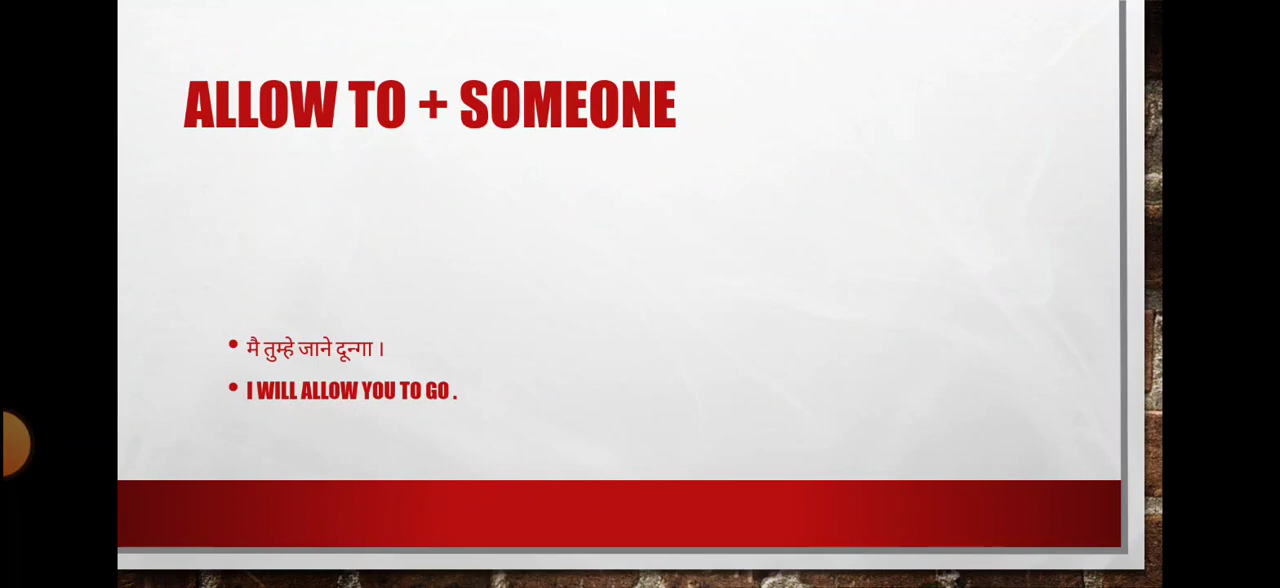 ALLOW TO + SOMEONE
• मै तुम्हे जाने दून्गा ।
• I WILL ALLOW YOU TO GO .